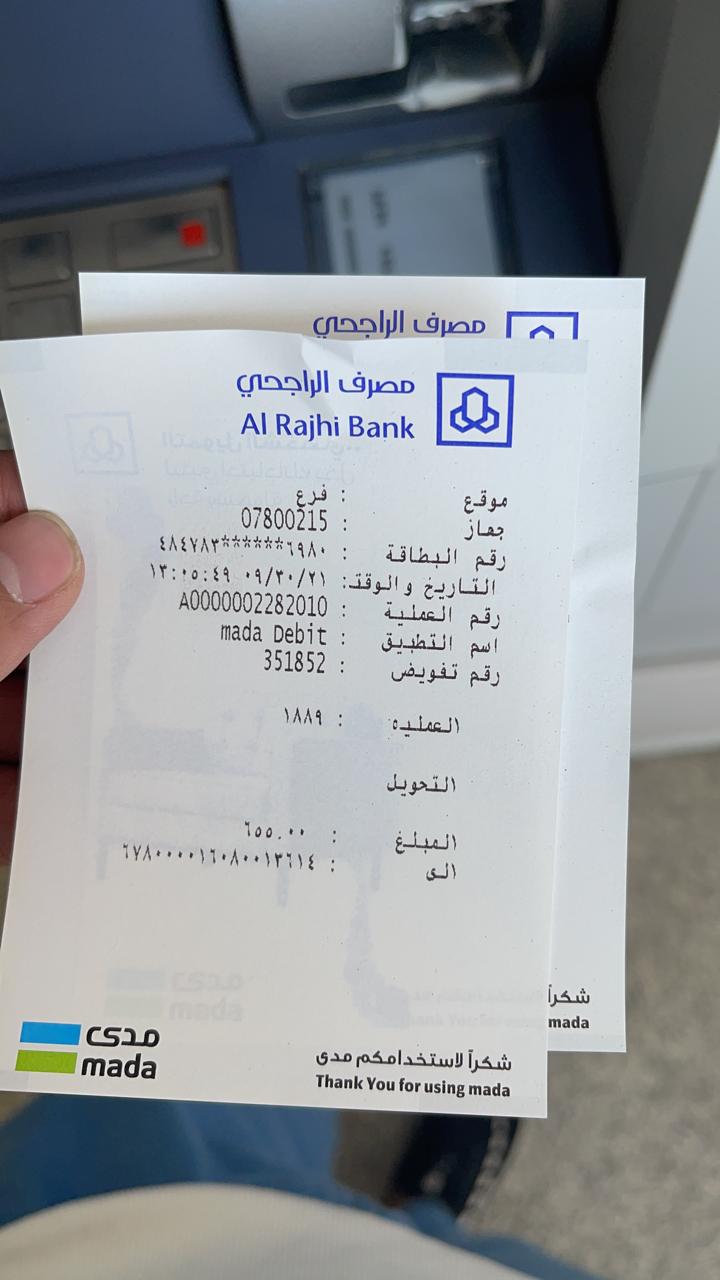 مصرف الراجحي
مصرف الراجحي
Al Rajhi Bank
موقع : فرع
جهاز : 07800215
رقم البطاقة : ٤٨٤٧٨٣******٦٩٨٠
التاريخ والوقت: ٠٩/٣٠/٢١ ١٣:٠٥:٤٩
رقم العملية : A0000002282010
اسم التطبيق : mada Debit
رقم تفويض : 351852
العمليه : ١٨٨٩
التحويل
المبلغ : ٦٥٥.٠٠
الى : ٦٧٨٠٠٠٠١٦٠٨٠٠١٣٦١٤
شكراً
mada
مدى
mada
شكراً لاستخدامكم مدى
Thank You for using mada